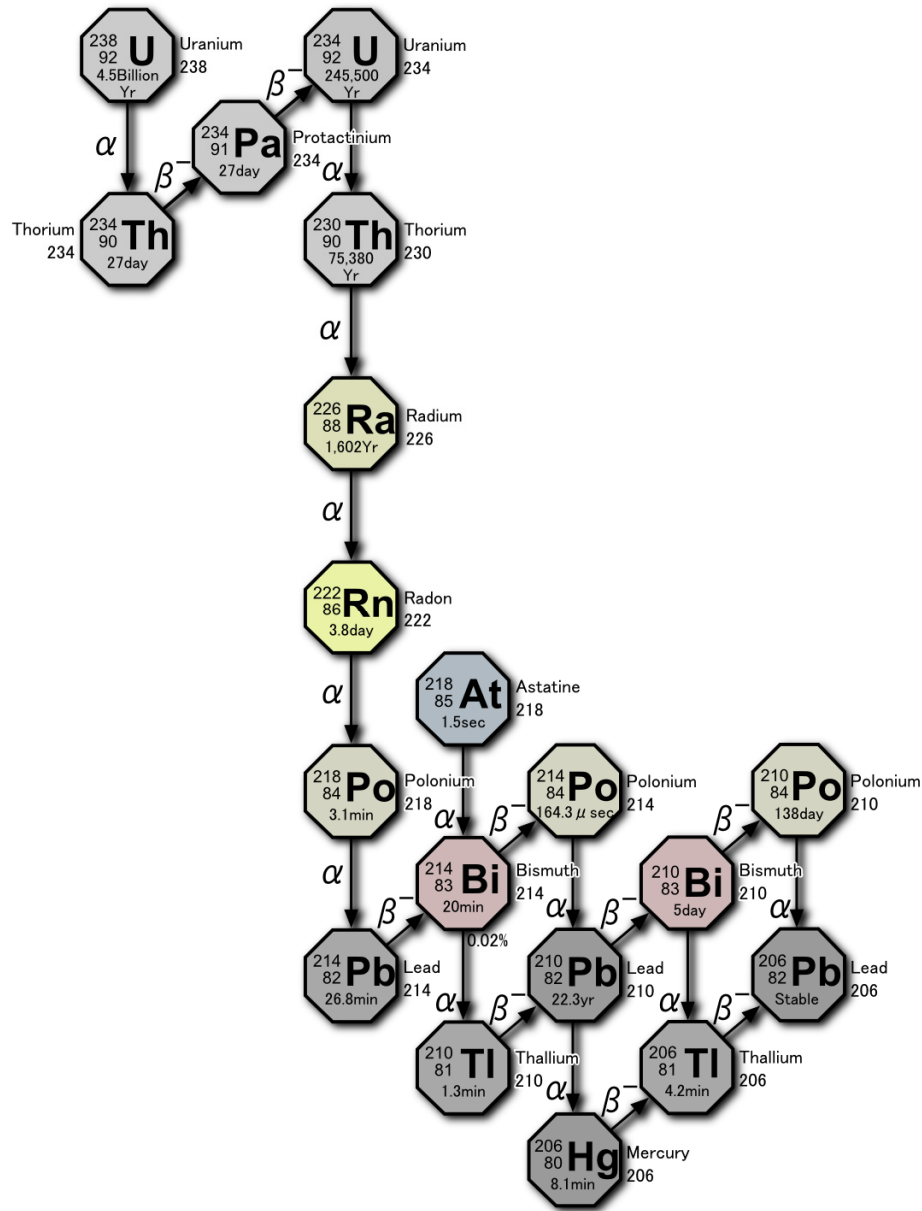 238
92 U
4.5Billion
Yr
Uranium
238
234
92 U
245,500
Yr
Uranium
234
β⁻
α
234
91 Pa
27day
Protactinium
234
β⁻
α
Thorium
234
234
90 Th
27day
230
90 Th
75,380
Yr
Thorium
230
α
226
88 Ra
1,602Yr
Radium
226
α
222
86 Rn
3.8day
Radon
222
α
218
85 At
1.5sec
Astatine
218
218
84 Po
3.1min
Polonium
218
α
β⁻
214
84 Po
164.3 μ sec
Polonium
214
β⁻
210
84 Po
138day
Polonium
210
α
214
83 Bi
20min
Bismuth
214
210
83 Bi
5day
Bismuth
210
β⁻
α
β⁻
α
0.02%
214
82 Pb
26.8min
Lead
214
210
82 Pb
22.3yr
Lead
210
206
82 Pb
Stable
Lead
206
α
β⁻
α
β⁻
210
81 Tl
1.3min
Thallium
210
206
81 Tl
4.2min
Thallium
206
α
β⁻
206
80 Hg
8.1min
Mercury
206